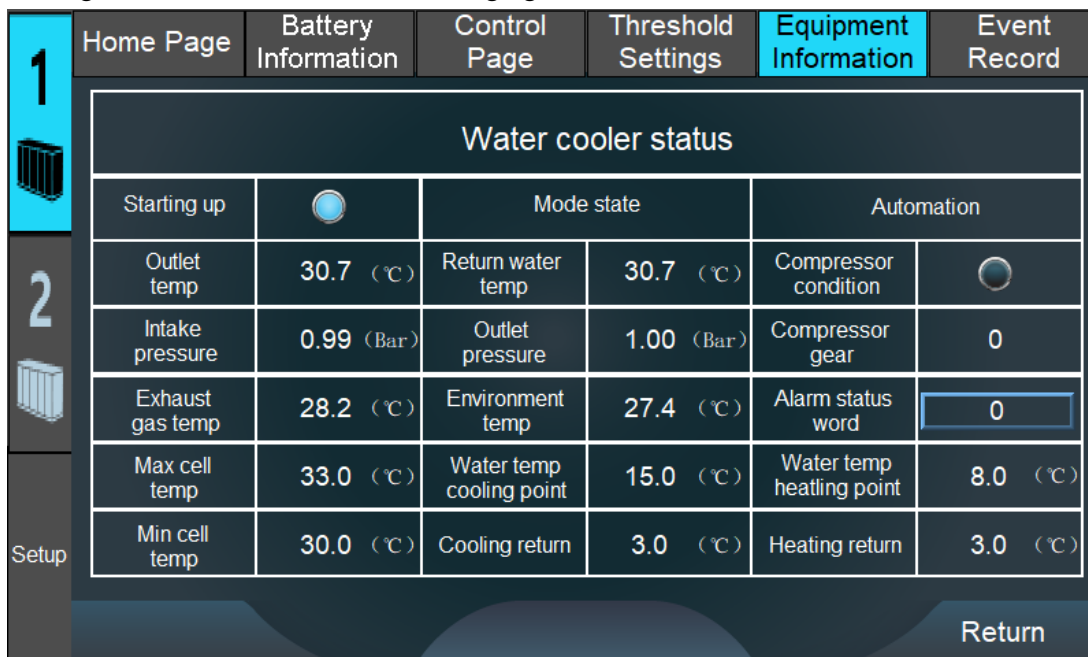 Home Page
Battery
Information
Control
Page
Threshold
Settings
Equipment
Information
Event
Record
1
2
Setup
Water cooler status
Starting up
Mode state
Automation
Outlet
temp
30.7 (℃)
Return water
temp
30.7 (℃)
Compressor
condition
Intake
pressure
0.99 (Bar)
Outlet
pressure
1.00 (Bar)
Compressor
gear
0
Exhaust
gas temp
28.2 (℃)
Environment
temp
27.4 (℃)
Alarm status
word
0
Max cell
temp
33.0 (℃)
Water temp
cooling point
15.0 (℃)
Water temp
heatling point
8.0 (℃)
Min cell
temp
30.0 (℃)
Cooling return
3.0 (℃)
Heating return
3.0 (℃)
Return